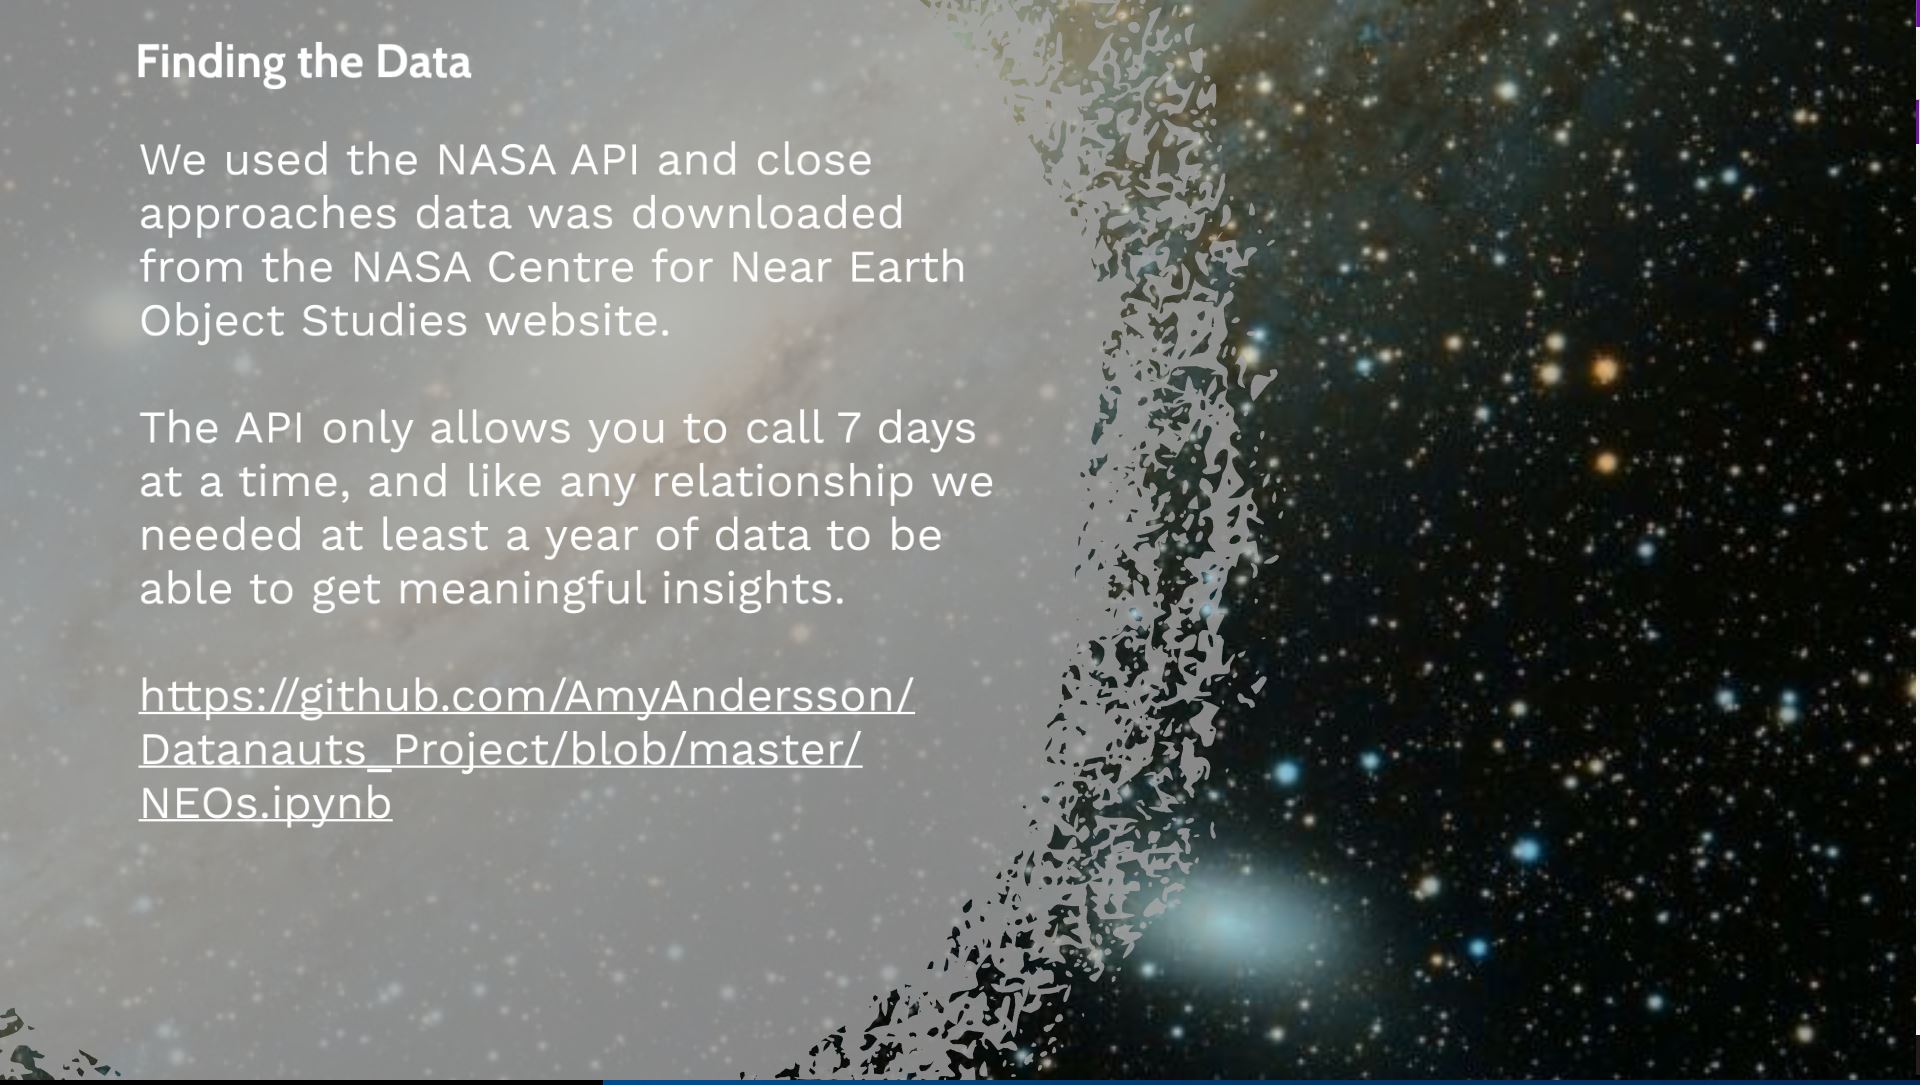 Finding the Data
We used the NASA API and close
approaches data was downloaded
from the NASA Centre for Near Earth
Object Studies website.
The API only allows you to call 7 days
at a time, and like any relationship we
needed at least a year of data to be
able to get meaningful insights.
https://github.com/AmyAndersson/
Datanauts_Project/blob/master/
NEOs.ipynb